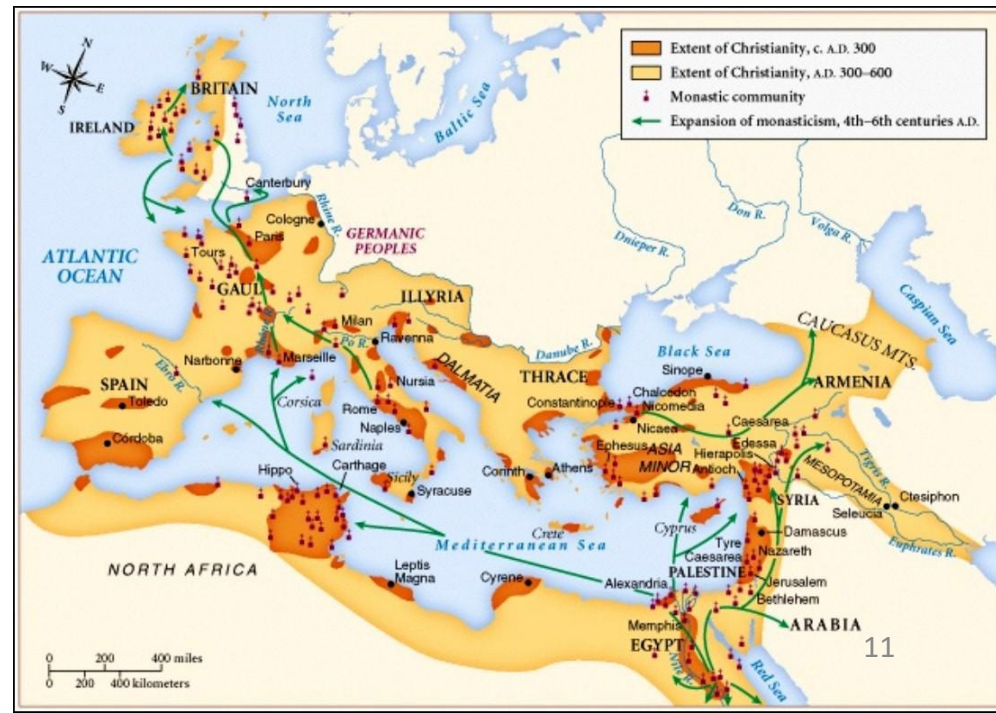 Extent of Christianity, c. A.D. 300
Extent of Christianity, A.D. 300–600
Monastic community
Expansion of monasticism, 4th–6th centuries A.D.
N
W
E
S
BRITAIN
North
Sea
Baltic Sea
IRELAND
Canterbury
Cologne
Rhine R.
GERMANIC
PEOPLES
Don R.
Volga R.
Dnieper R.
ATLANTIC
OCEAN
Paris
Tours
GAUL
ILLYRIA
Caspian Sea
CAUCASUS MTS.
Milan
Po R.
Ravenna
Danube R.
Black Sea
Sinope
Narbonne
Marseille
DALMATIA
THRACE
ARMENIA
SPAIN
Ebro R.
Toledo
Corsica
Nursia
Rome
Naples
Constantinople
Chalcedon
Nicomedia
Nicaea
Caesarea
Córdoba
Sardinia
Ephesus
ASIA
MINOR
Edessa
Hierapolis
Antioch
Tigris R.
MESOPOTAMIA
Hippo
Carthage
Sicily
Syracuse
Corinth
Athens
SYRIA
Ctesiphon
Seleucia
Euphrates R.
Crete
Cyprus
Damascus
Mediterranean Sea
Tyre
Caesarea
Nazareth
NORTH AFRICA
Leptis
Magna
Cyrene
Alexandria
PALESTINE
Jerusalem
Bethlehem
Memphis
EGYPT
ARABIA
11
Nile R.
Red Sea
0 200 400 miles
0 200 400 kilometers